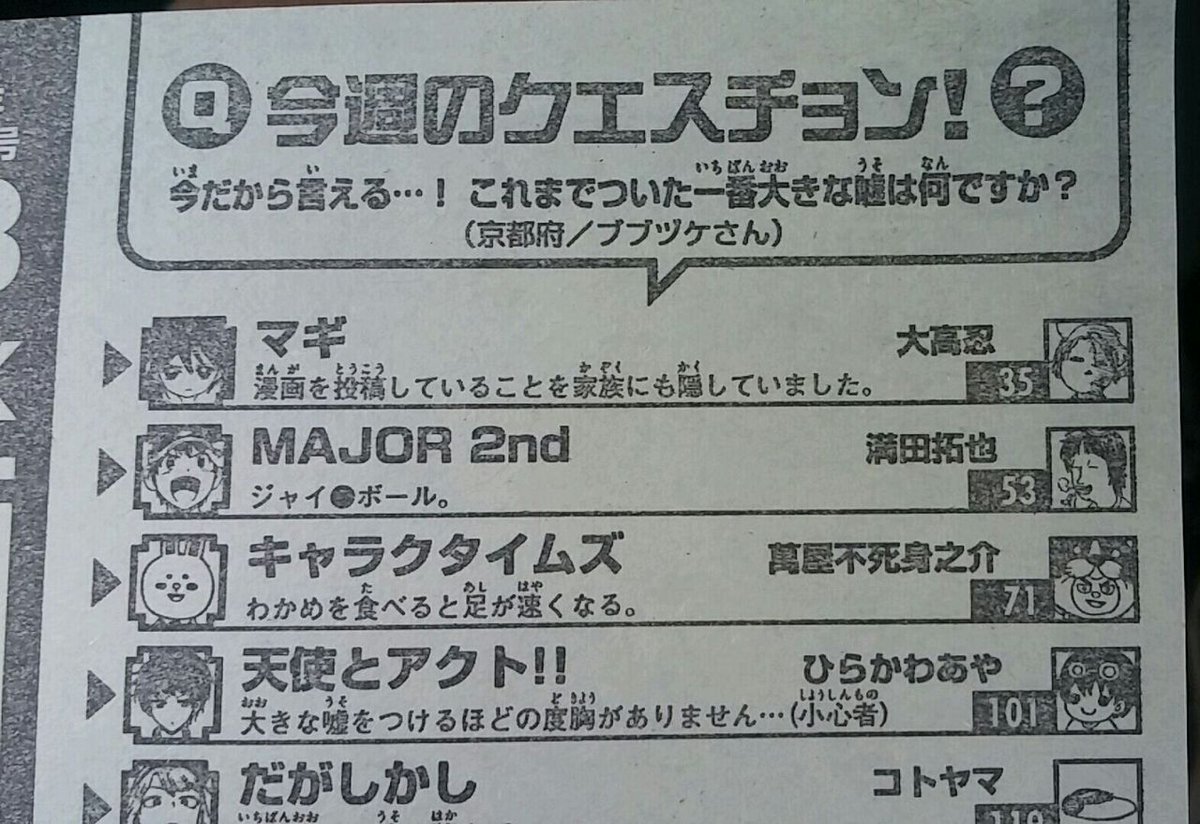 Q 今週のクエスチョン! ?
今だから言える…! これまでついた一番大きな嘘は何ですか?
(京都府/ブブヅケさん)
マギ 大高忍
漫画を投稿していることを家族にも隠していました。 35
MAJOR 2nd 満田拓也
ジャイ●ボール。 53
キャラクタイムズ 萬屋不死身之介
わかめを食べると足が速くなる。 71
天使とアクト!! ひらかわあや
大きな嘘をつけるほどの度胸がありません…(小心者) 101
だがしかし コトヤマ